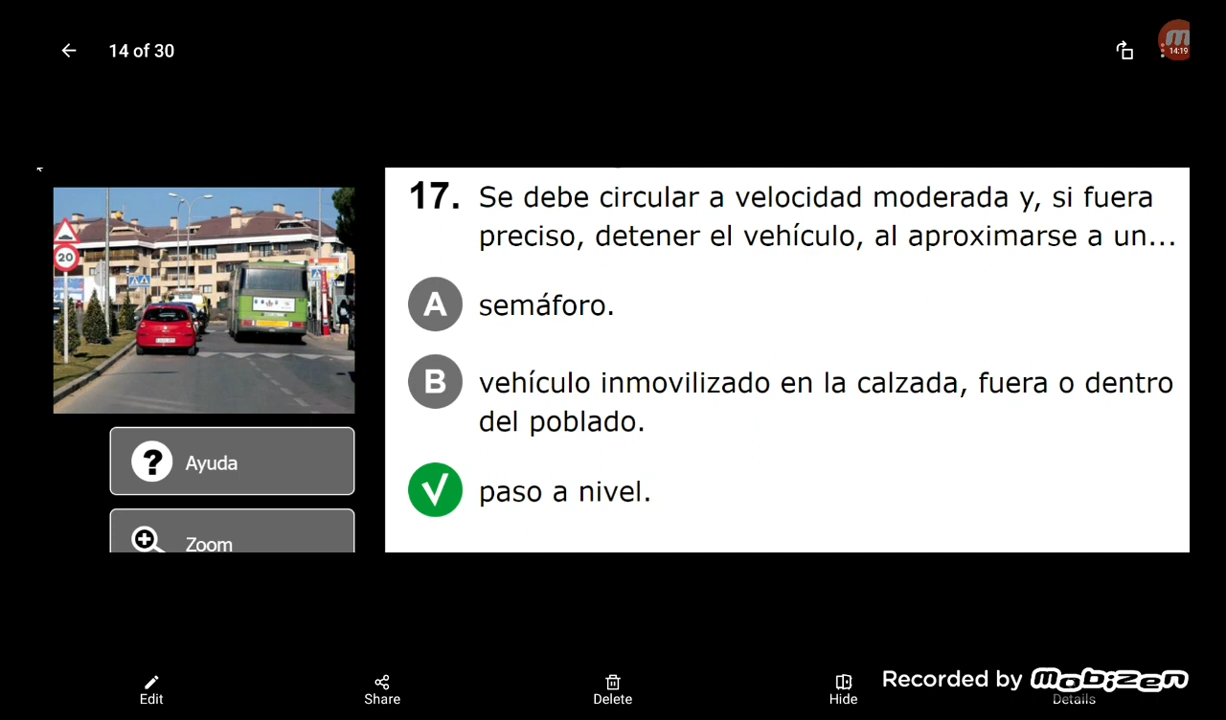 14 of 30
14:19
20
17. Se debe circular a velocidad moderada y, si fuera
preciso, detener el vehículo, al aproximarse a un...
A semáforo.
B vehículo inmovilizado en la calzada, fuera o dentro
del poblado.
paso a nivel.
? Ayuda
Zoom
Recorded by mobizen
Edit
Share
Delete
Hide
Details